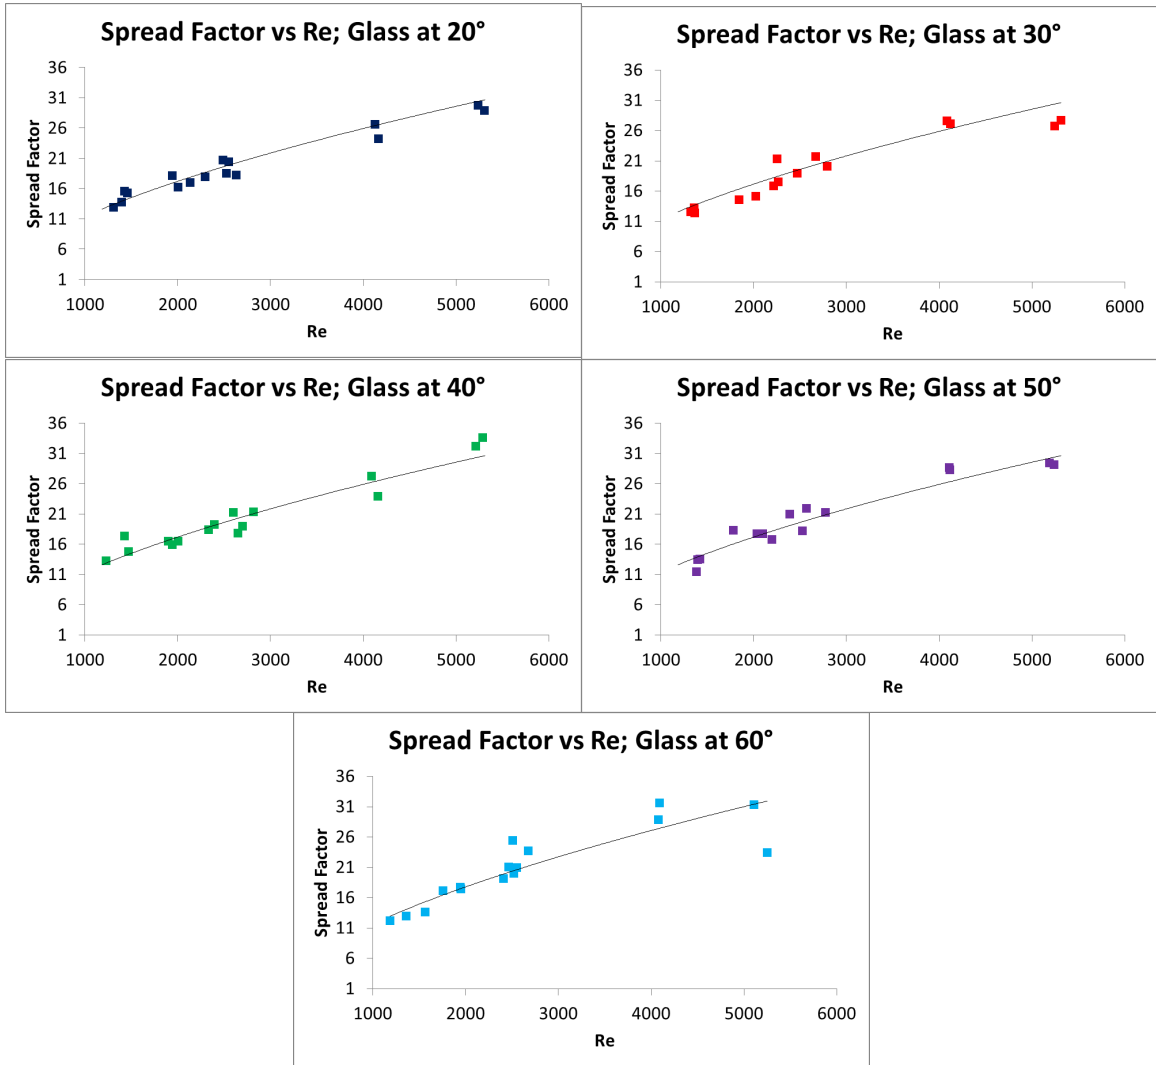 Spread Factor vs Re; Glass at 20°
Spread Factor
36
31
26
21
16
11
6
1
1000 2000 3000 4000 5000 6000
Re
Spread Factor vs Re; Glass at 30°
Spread Factor
36
31
26
21
16
11
6
1
1000 2000 3000 4000 5000 6000
Re
Spread Factor vs Re; Glass at 40°
Spread Factor
36
31
26
21
16
11
6
1
1000 2000 3000 4000 5000 6000
Re
Spread Factor vs Re; Glass at 50°
Spread Factor
36
31
26
21
16
11
6
1
1000 2000 3000 4000 5000 6000
Re
Spread Factor vs Re; Glass at 60°
Spread Factor
36
31
26
21
16
11
6
1
1000 2000 3000 4000 5000 6000
Re